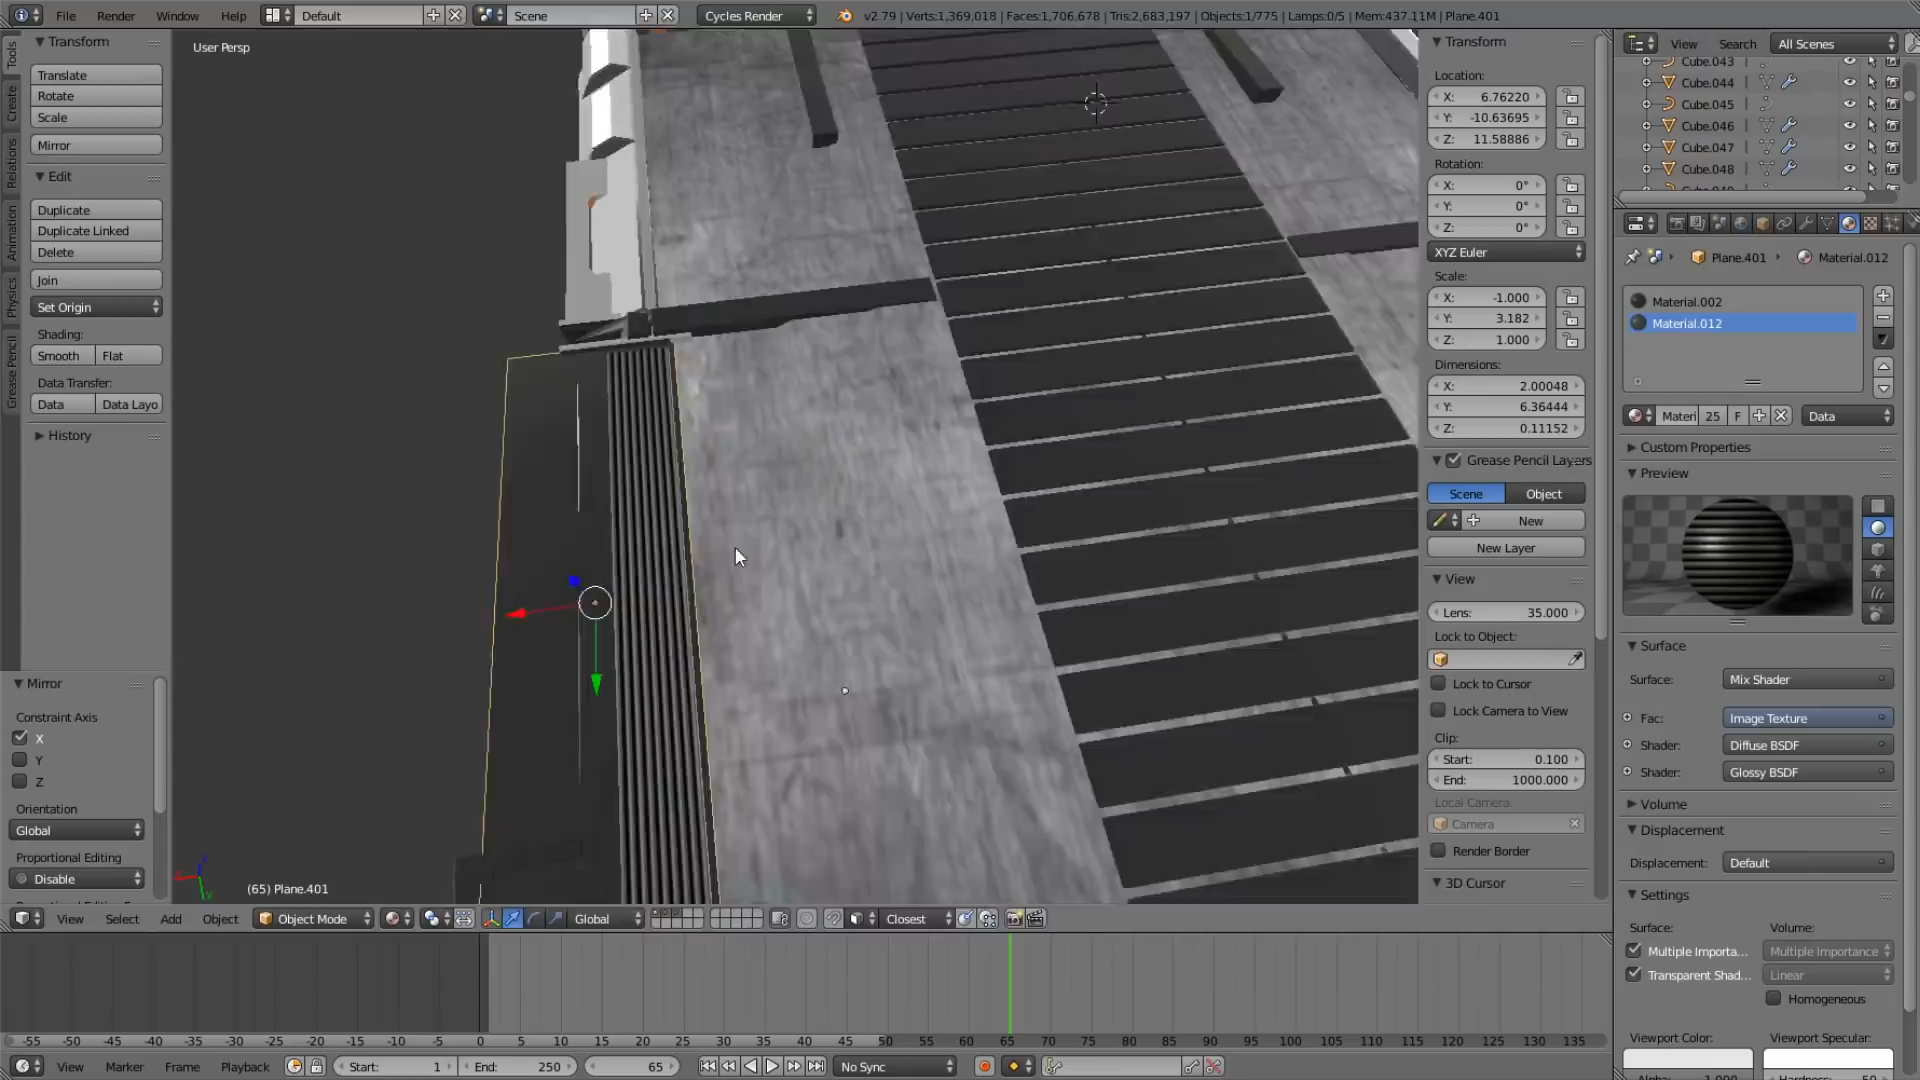 File Render Window Help Default Scene Cycles Render v2.79 | Verts:1,369,018 | Faces:1,706,678 | Tris:2,683,197 | Objects:1/775 | Lamps:0/5 | Mem:437.11M | Plane.401
Tools
Create
Relations
Animation
Physics
Grease Pencil
Transform
Translate
Rotate
Scale
Mirror
Edit
Duplicate
Duplicate Linked
Delete
Join
Set Origin
Shading:
Smooth Flat
Data Transfer:
Data Data Layo
History
Mirror
Constraint Axis
X
Y
Z
Orientation
Global
Proportional Editing
Disable
User Persp
(65) Plane.401
Transform
Location:
X: 6.76220
Y: -10.63695
Z: 11.58886
Rotation:
X: 0°
Y: 0°
Z: 0°
XYZ Euler
Scale:
X: -1.000
Y: 3.182
Z: 1.000
Dimensions:
X: 2.00048
Y: 6.36444
Z: 0.11152
Grease Pencil Layers
Scene Object
New
New Layer
View
Lens: 35.000
Lock to Object:
Lock to Cursor
Lock Camera to View
Clip:
Start: 0.100
End: 1000.000
Local Camera:
Camera
Render Border
3D Cursor
View Search All Scenes
Cube.043
Cube.044
Cube.045
Cube.046
Cube.047
Cube.048
Plane.401 Material.012
Material.002
Material.012
Materi 25 F Data
Custom Properties
Preview
Surface
Surface: Mix Shader
Fac: Image Texture
Shader: Diffuse BSDF
Shader: Glossy BSDF
Volume
Displacement
Displacement: Default
Settings
Surface: Volume:
Multiple Importa... Multiple Importance
Transparent Shad... Linear
Homogeneous
Viewport Color: Viewport Specular:
Alpha: 1.000 Hardness: 50
View Select Add Object Object Mode Global Closest
-55 -50 -45 -40 -35 -30 -25 -20 -15 -10 -5 0 5 10 15 20 25 30 35 40 45 50 55 60 65 70 75 80 85 90 95 100 105 110 115 120 125 130 135
View Marker Frame Playback Start: 1 End: 250 65 No Sync